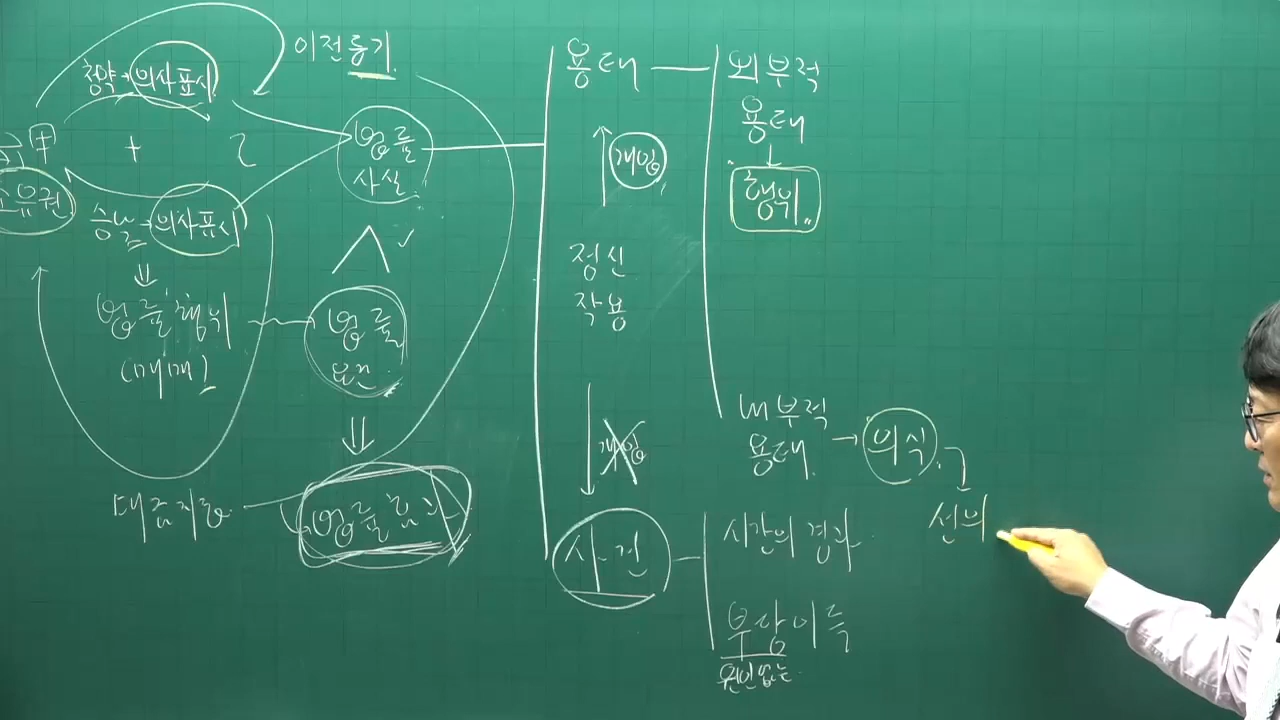 청약→의사표시
甲 + 乙
소유권
승낙→의사표시
⇓
법률행위
(매매)
대금지급
이전등기
법률
사실
법률
요건
⇓
법률효과
용태
개입
정신
작용
개입
사건
외부적
용태
↓
행위
내부적
용태 → 의식
선의
시간의 경과
부당이득
원인없는